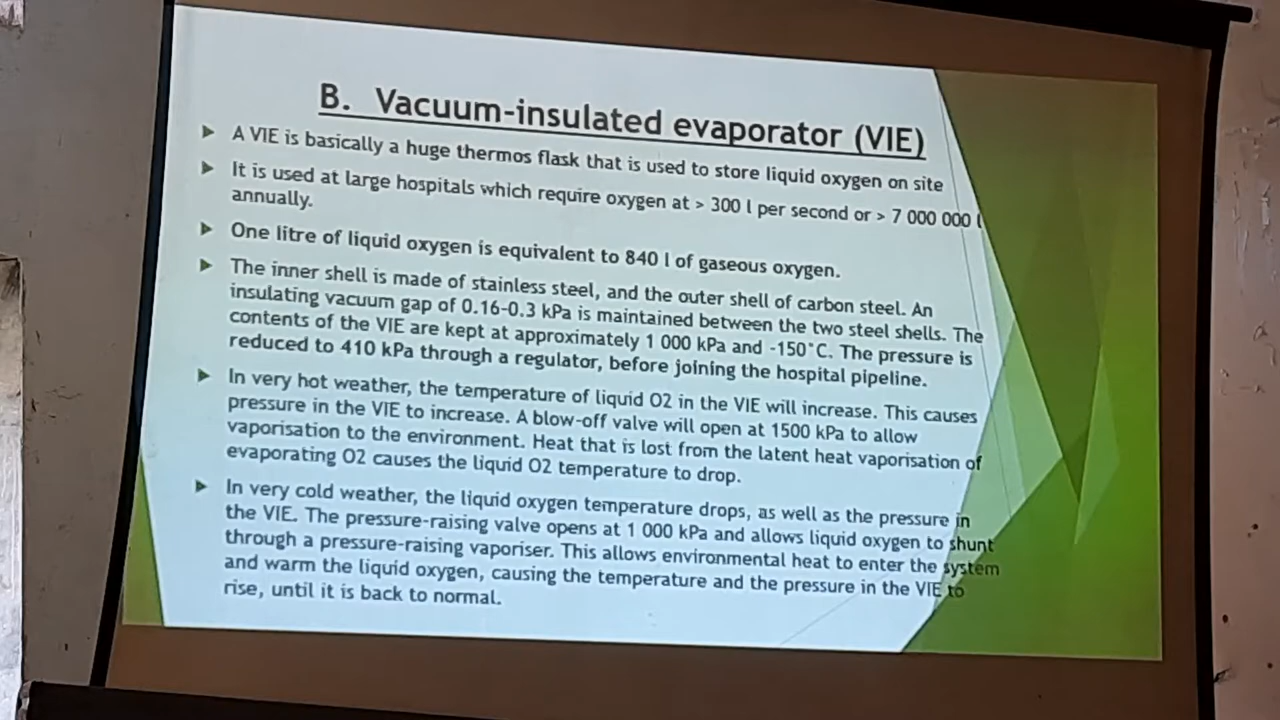 B. Vacuum-insulated evaporator (VIE)
A VIE is basically a huge thermos flask that is used to store liquid oxygen on site
It is used at large hospitals which require oxygen at > 300 l per second or > 7 000 000 l
annually.
One litre of liquid oxygen is equivalent to 840 l of gaseous oxygen.
The inner shell is made of stainless steel, and the outer shell of carbon steel. An
insulating vacuum gap of 0.16-0.3 kPa is maintained between the two steel shells. The
contents of the VIE are kept at approximately 1 000 kPa and -150°C. The pressure is
reduced to 410 kPa through a regulator, before joining the hospital pipeline.
In very hot weather, the temperature of liquid O2 in the VIE will increase. This causes
pressure in the VIE to increase. A blow-off valve will open at 1500 kPa to allow
vaporisation to the environment. Heat that is lost from the latent heat vaporisation of
evaporating O2 causes the liquid O2 temperature to drop.
In very cold weather, the liquid oxygen temperature drops, as well as the pressure in
the VIE. The pressure-raising valve opens at 1 000 kPa and allows liquid oxygen to shunt
through a pressure-raising vaporiser. This allows environmental heat to enter the system
and warm the liquid oxygen, causing the temperature and the pressure in the VIE to
rise, until it is back to normal.